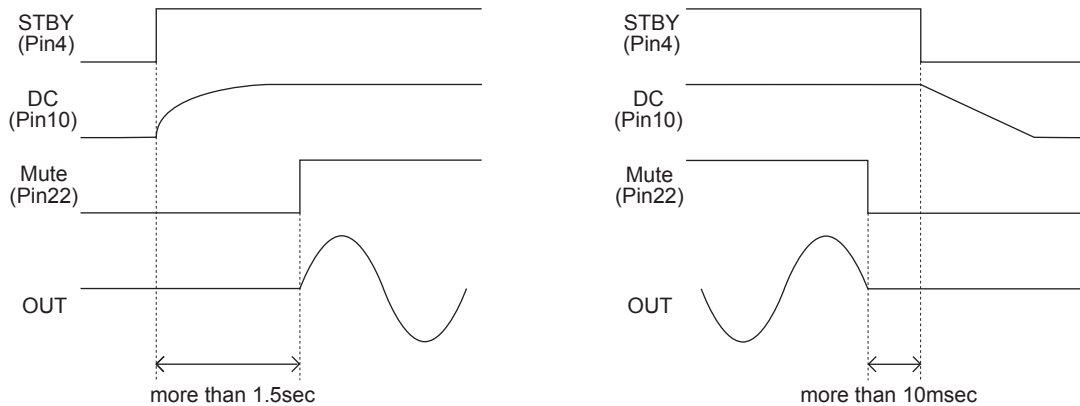 STBY
(Pin4)
DC
(Pin10)
Mute
(Pin22)
OUT
more than 1.5sec
STBY
(Pin4)
DC
(Pin10)
Mute
(Pin22)
OUT
more than 10msec